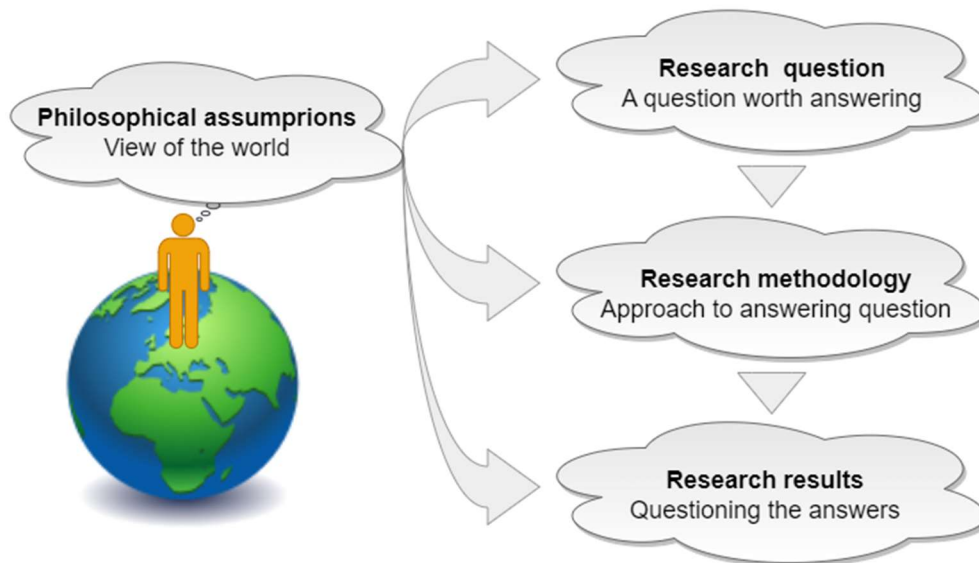 Philosophical assumprions
View of the world
Research question
A question worth answering
Research methodology
Approach to answering question
Research results
Questioning the answers